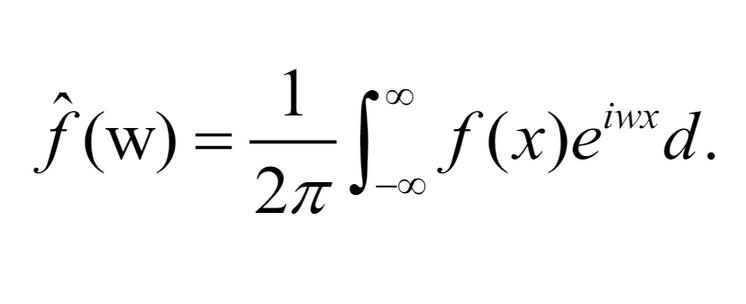 f̂(w) = 1/2π ∫_{-∞}^{∞} f(x)e^{iwx}d.